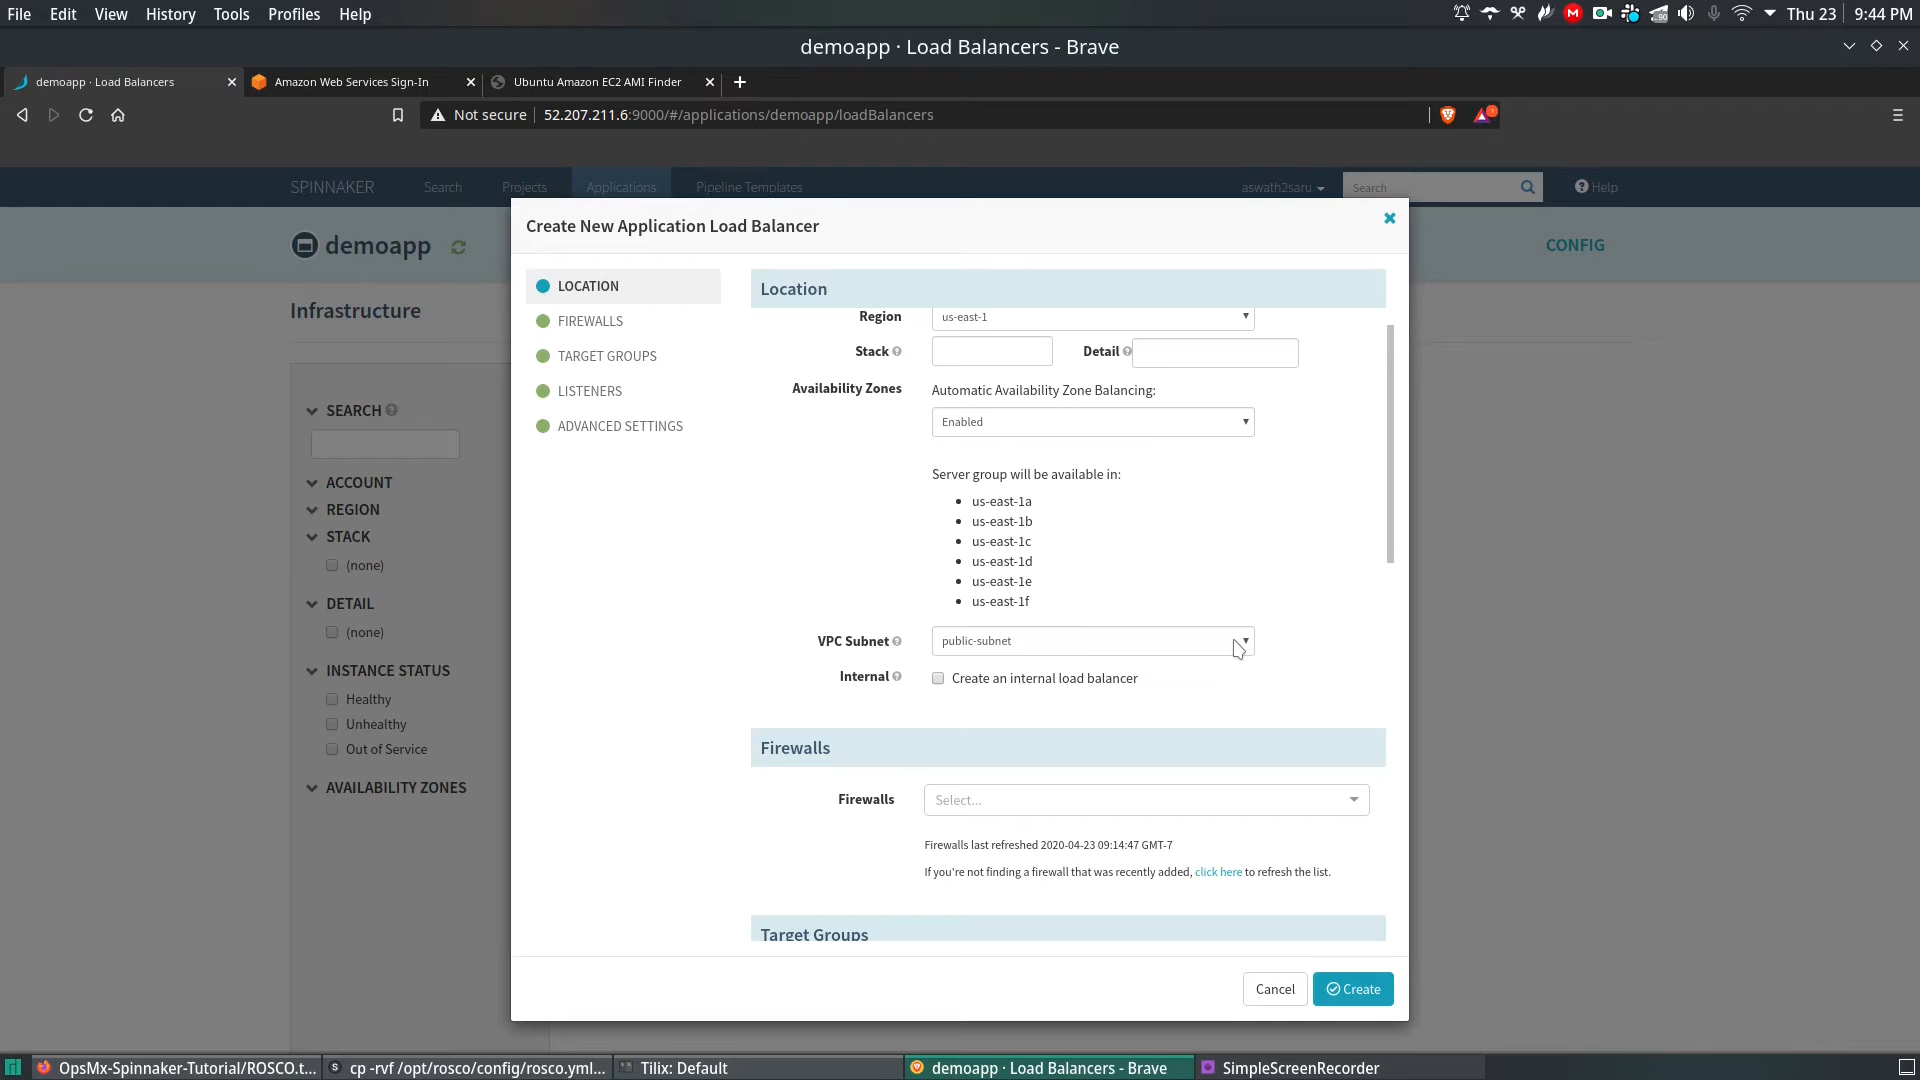 File Edit View History Tools Profiles Help
90
Thu 23 9:44 PM
demoapp · Load Balancers - Brave
demoapp · Load Balancers
Amazon Web Services Sign-In
Ubuntu Amazon EC2 AMI Finder
Not secure 52.207.211.6:9000/#/applications/demoapp/loadBalancers
SPINNAKER Search Projects Applications Pipeline Templates aswath2saru Search Help
demoapp CONFIG
Infrastructure
SEARCH
ACCOUNT
REGION
STACK
(none)
DETAIL
(none)
INSTANCE STATUS
Healthy
Unhealthy
Out of Service
AVAILABILITY ZONES
Create New Application Load Balancer
LOCATION
FIREWALLS
TARGET GROUPS
LISTENERS
ADVANCED SETTINGS
Location
Region us-east-1
Stack Detail
Availability Zones Automatic Availability Zone Balancing:
Enabled
Server group will be available in:
us-east-1a
us-east-1b
us-east-1c
us-east-1d
us-east-1e
us-east-1f
VPC Subnet public-subnet
Internal Create an internal load balancer
Firewalls
Firewalls Select...
Firewalls last refreshed 2020-04-23 09:14:47 GMT-7
If you're not finding a firewall that was recently added, click here to refresh the list.
Target Groups
Cancel Create
OpsMx-Spinnaker-Tutorial/ROSCO.t...
cp -rvf /opt/rosco/config/rosco.yml...
Tilix: Default
demoapp · Load Balancers - Brave
SimpleScreenRecorder